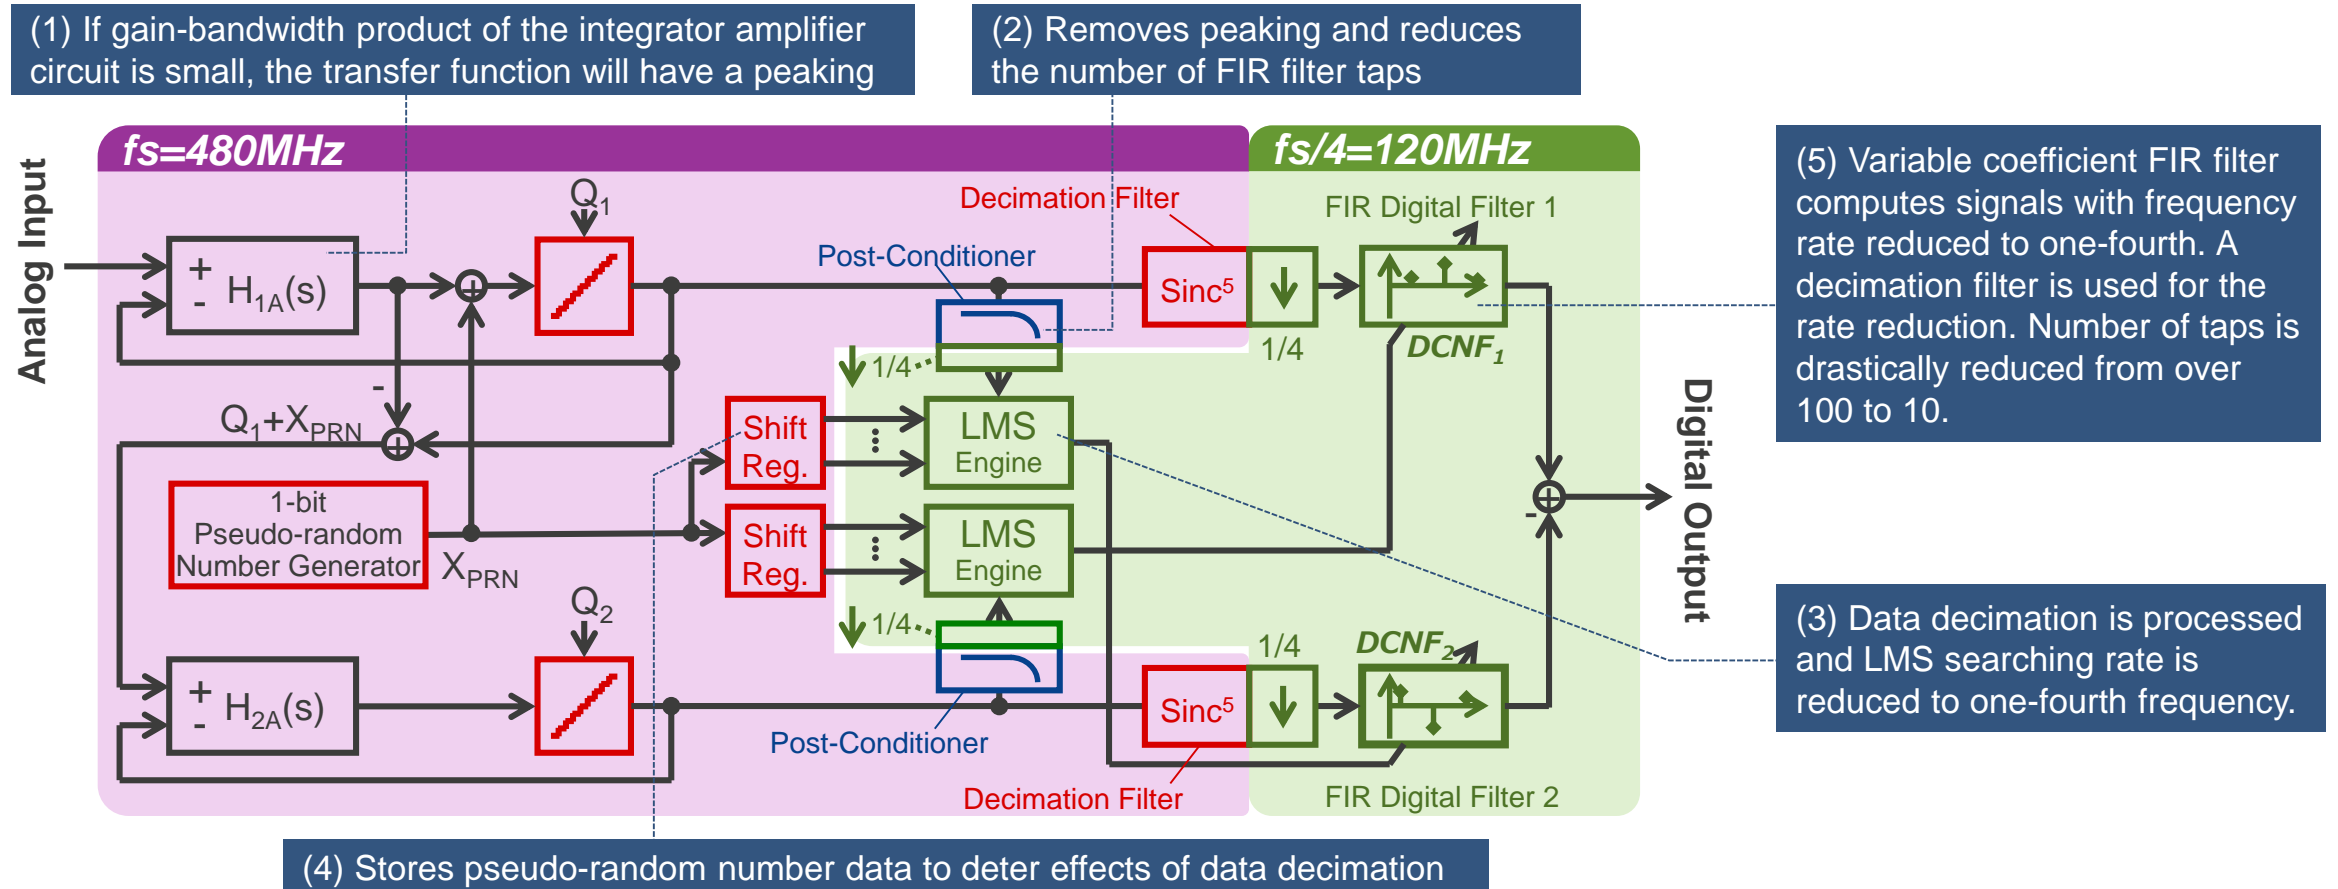 (1) If gain-bandwidth product of the integrator amplifier
circuit is small, the transfer function will have a peaking
(2) Removes peaking and reduces
the number of FIR filter taps
fs=480MHz
fs/4=120MHz
(5) Variable coefficient FIR filter
computes signals with frequency
rate reduced to one-fourth. A
decimation filter is used for the
rate reduction. Number of taps is
drastically reduced from over
100 to 10.
Analog Input
Q1
Decimation Filter
FIR Digital Filter 1
Post-Conditioner
+
-
H1A(s)
+
Sinc5
1/4
DCNF1
1/4
-
Q1+XPRN
+
Shift
Reg.
LMS
Engine
1-bit
Pseudo-random
Number Generator
XPRN
Shift
Reg.
LMS
Engine
+
-
Digital Output
Q2
1/4
1/4
DCNF2
+
-
H2A(s)
Sinc5
Post-Conditioner
Decimation Filter
FIR Digital Filter 2
(3) Data decimation is processed
and LMS searching rate is
reduced to one-fourth frequency.
(4) Stores pseudo-random number data to deter effects of data decimation